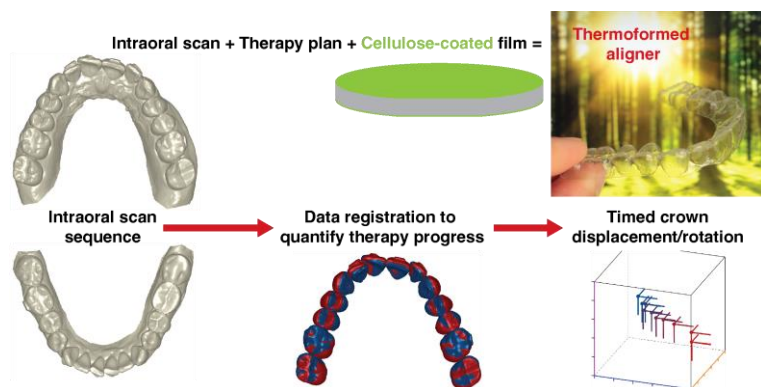 Intraoral scan + Therapy plan + Cellulose-coated film =
Thermoformed
aligner
Intraoral scan
sequence
Data registration to
quantify therapy progress
Timed crown
displacement/rotation